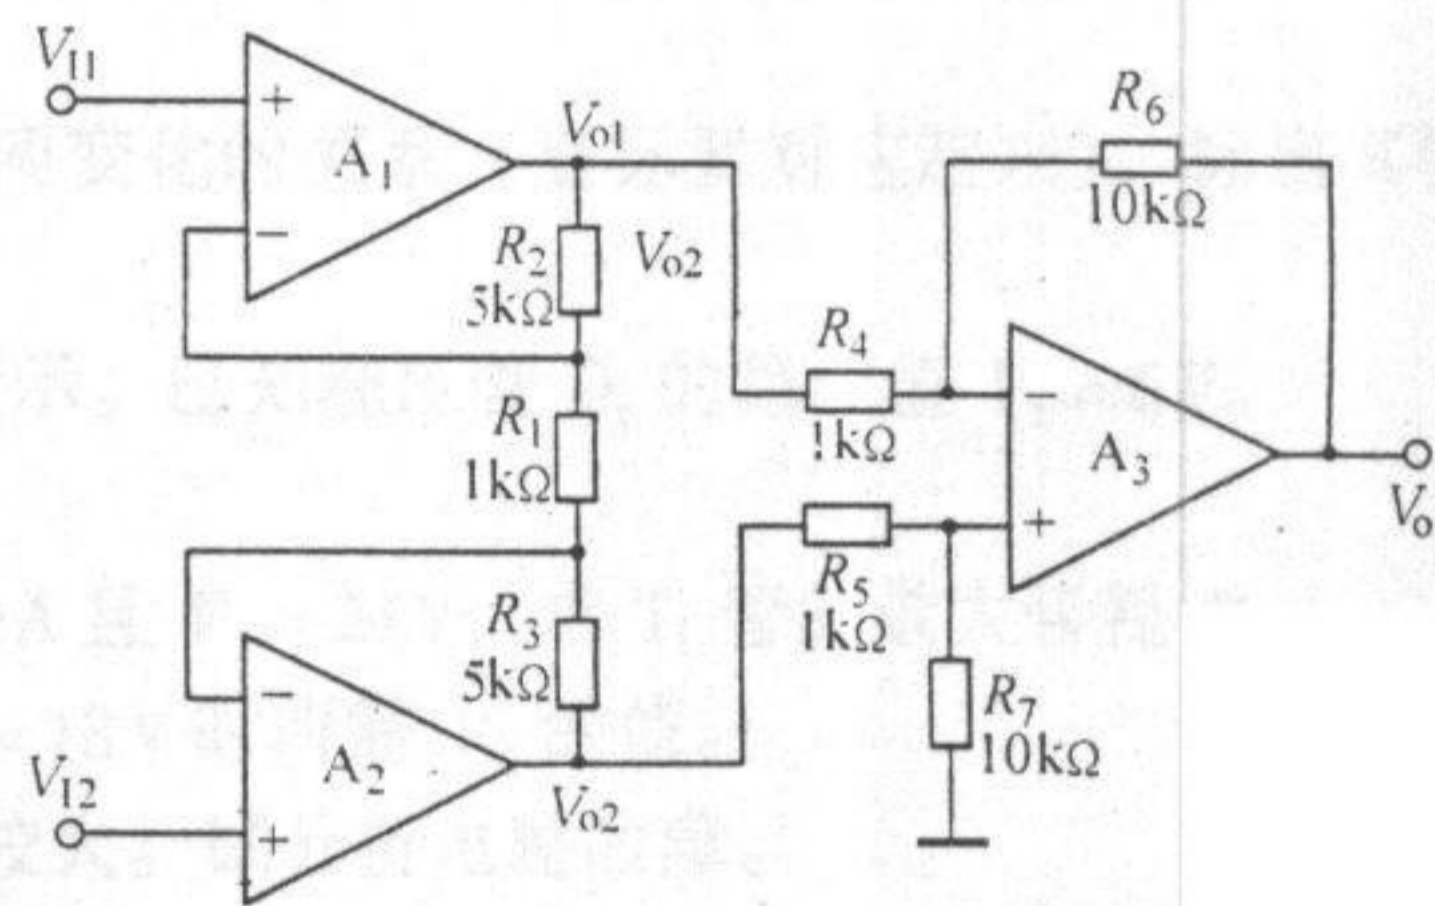 V_I1
+
A_1
−
V_o1
R_2
5kΩ
V_o2
R_1
1kΩ
R_3
5kΩ
−
A_2
+
V_I2
V_o2
R_6
10kΩ
R_4
1kΩ
−
A_3
+
V_o
R_5
1kΩ
R_7
10kΩ